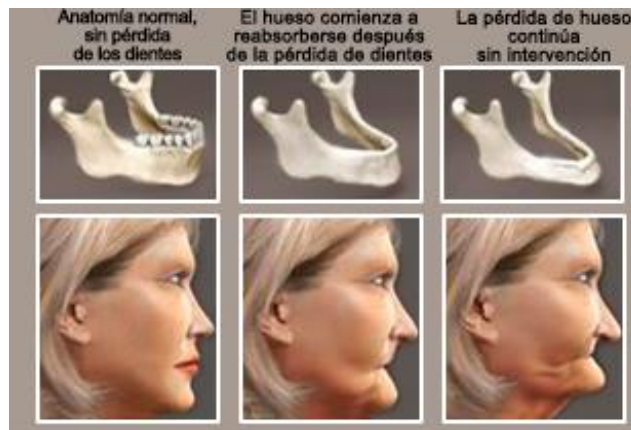 Anatomía normal,
sin pérdida
de los dientes
El hueso comienza a
reabsorberse después
de la pérdida de dientes
La pérdida de hueso
continúa
sin intervención